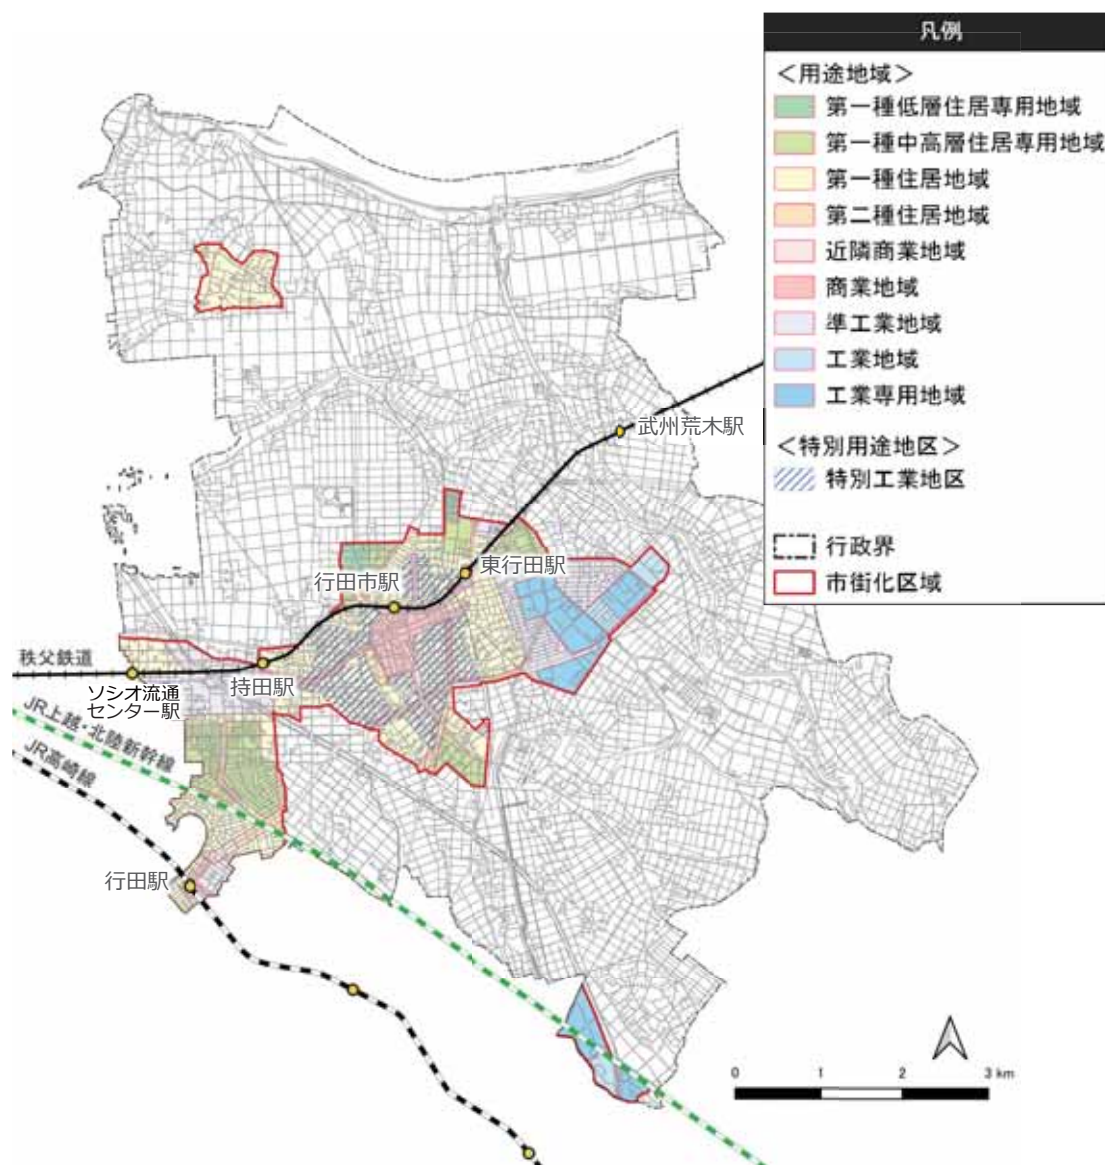 凡例
＜用途地域＞
第一種低層住居専用地域
第一種中高層住居専用地域
第一種住居地域
第二種住居地域
近隣商業地域
商業地域
準工業地域
工業地域
工業専用地域
＜特別用途地区＞
特別工業地区
行政界
市街化区域
武州荒木駅
東行田駅
行田市駅
秩父鉄道
持田駅
ソシオ流通
センター駅
JR上越・北陸新幹線
JR高崎線
行田駅
0 1 2 3 km